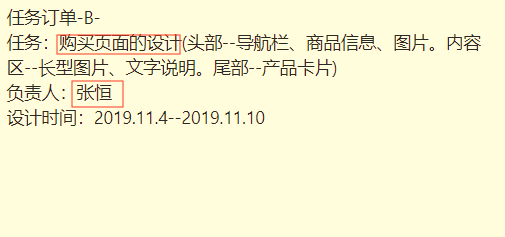 任务订单-B-
任务：购买页面的设计(头部--导航栏、商品信息、图片。内容
区--长型图片、文字说明。尾部--产品卡片)
负责人：张恒
设计时间：2019.11.4--2019.11.10